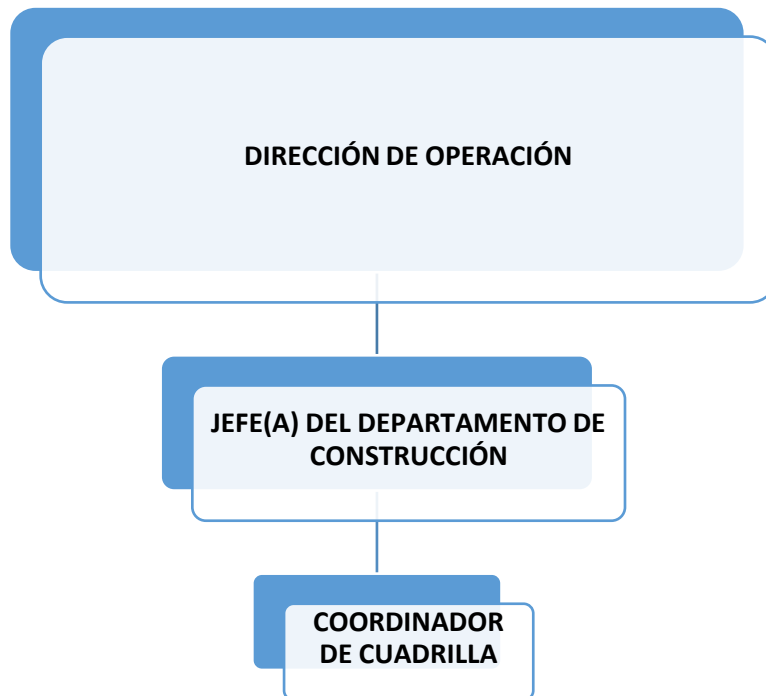 DIRECCIÓN DE OPERACIÓN
JEFE(A) DEL DEPARTAMENTO DE
CONSTRUCCIÓN
COORDINADOR
DE CUADRILLA